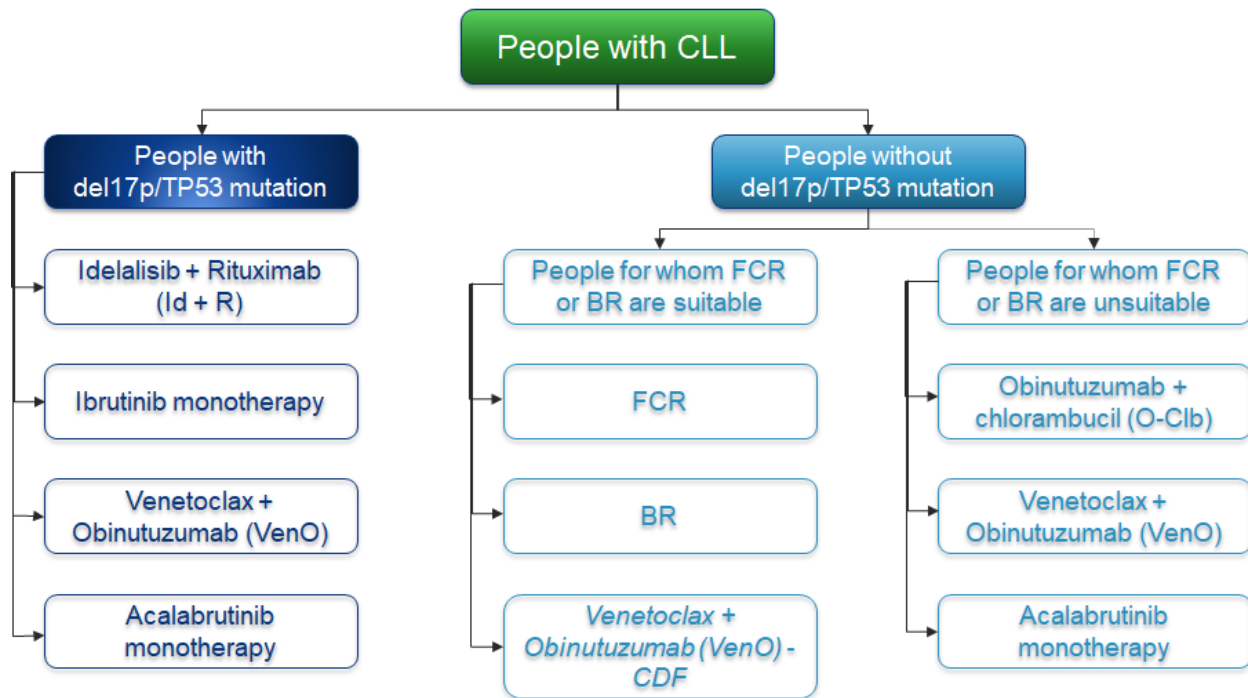 People with CLL
People with
del17p/TP53 mutation
People without
del17p/TP53 mutation
Idelalisib + Rituximab
(Id + R)
Ibrutinib monotherapy
Venetoclax +
Obinutuzumab (VenO)
Acalabrutinib
monotherapy
People for whom FCR
or BR are suitable
FCR
BR
Venetoclax +
Obinutuzumab (VenO) -
CDF
People for whom FCR
or BR are unsuitable
Obinutuzumab +
chlorambucil (O-Clb)
Venetoclax +
Obinutuzumab (VenO)
Acalabrutinib
monotherapy